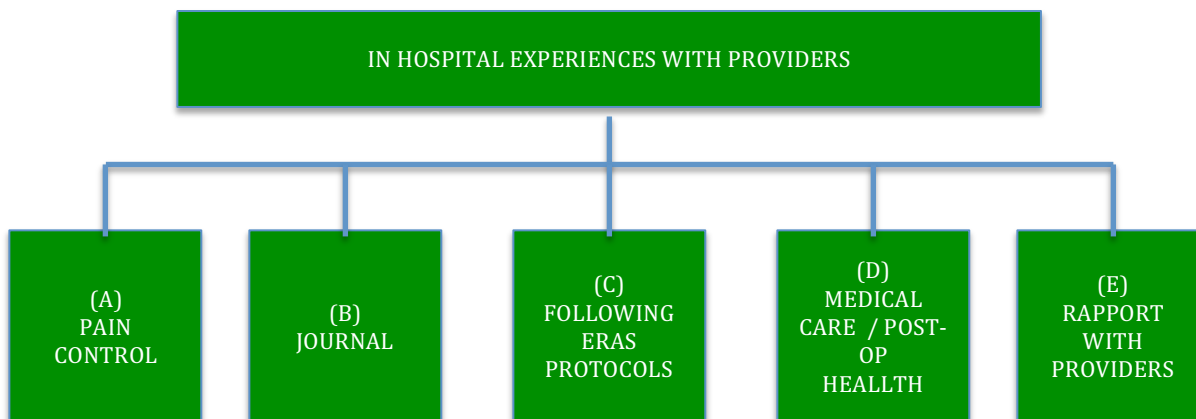 IN HOSPITAL EXPERIENCES WITH PROVIDERS
(A)
PAIN
CONTROL
(B)
JOURNAL
(C)
FOLLOWING
ERAS
PROTOCOLS
(D)
MEDICAL
CARE / POST-
OP
HEALLTH
(E)
RAPPORT
WITH
PROVIDERS